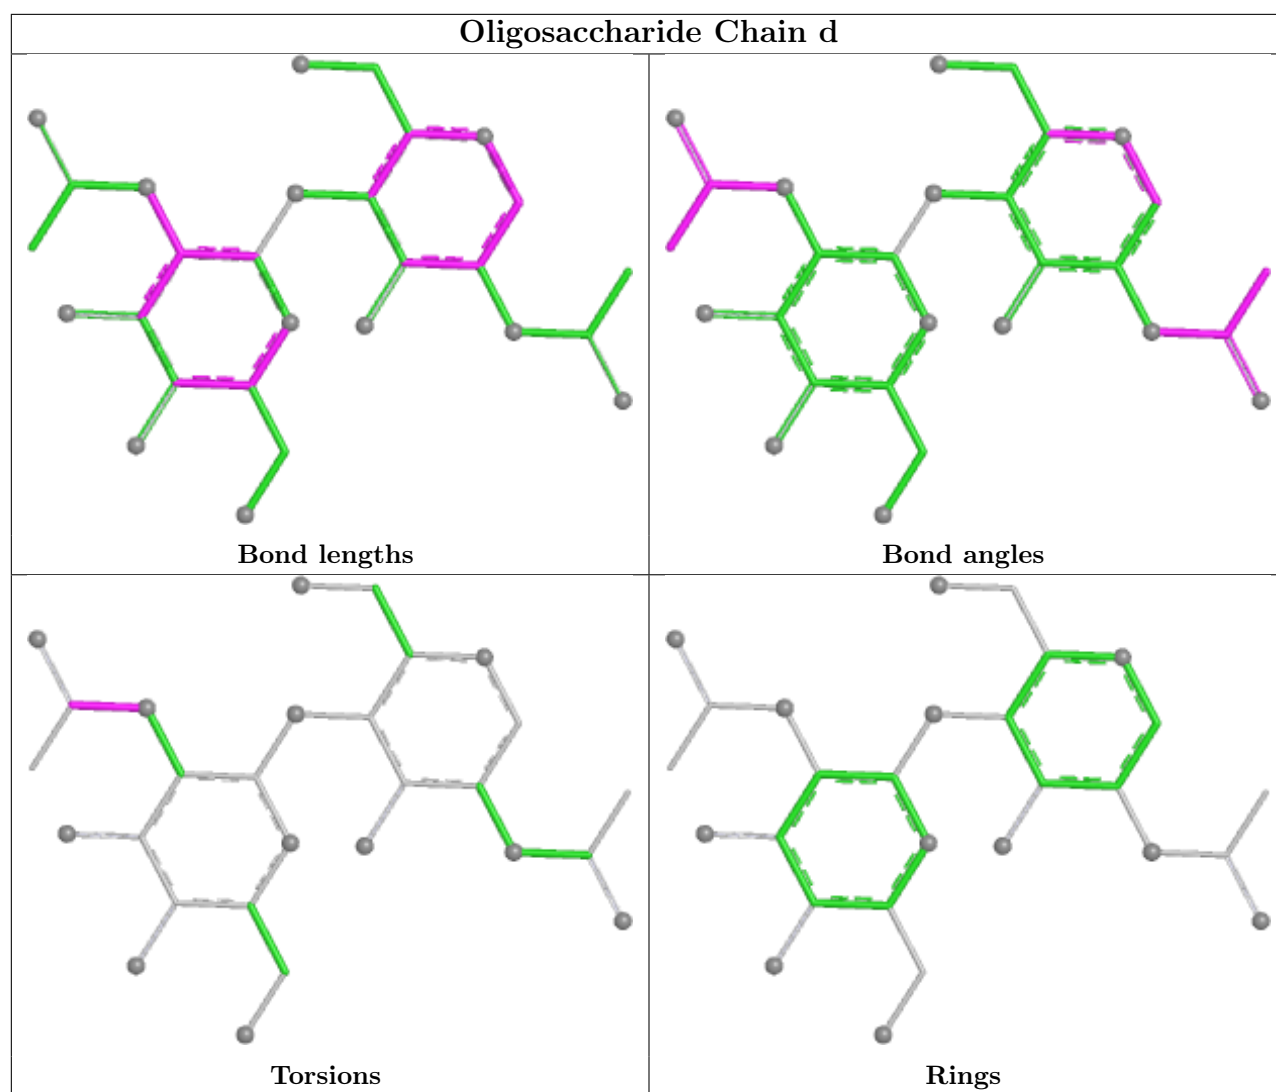 Oligosaccharide Chain d
Bond lengths
Bond angles
Torsions
Rings